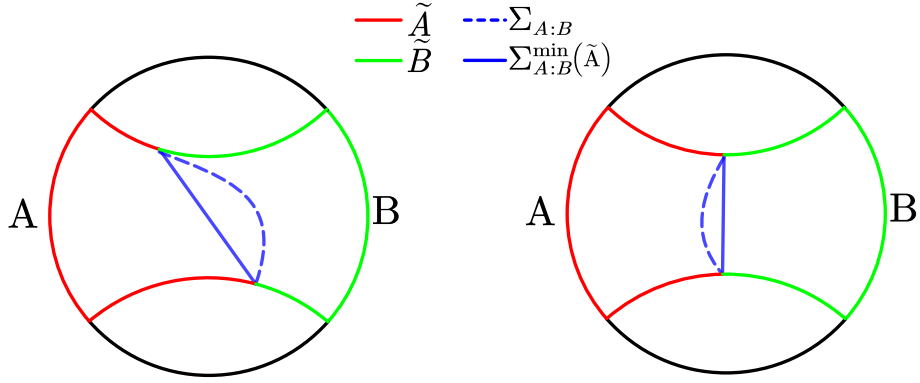 Ã Σ_{A:B}
B̃ Σ^{min}_{A:B}(Ã)
A B A B